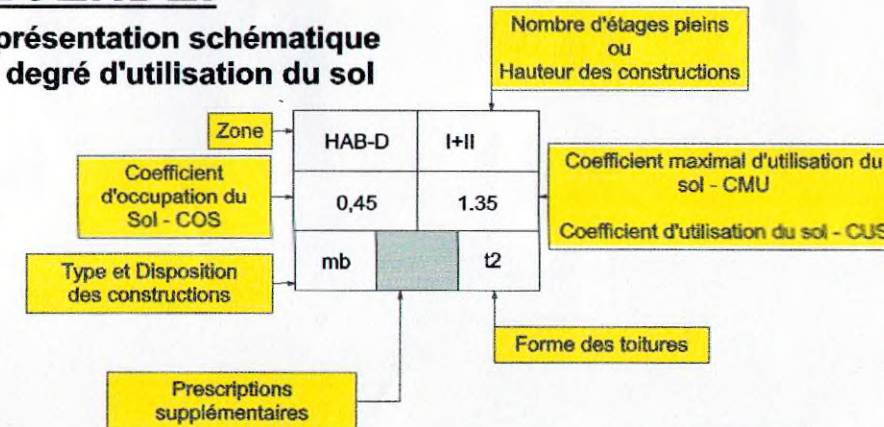 présentation schématique
degré d'utilisation du sol
Nombre d'étages pleins
ou
Hauteur des constructions
Zone
HAB-D
I+II
Coefficient
d'occupation du
Sol - COS
0,45
1.35
Coefficient maximal d'utilisation du
sol - CMU
Coefficient d'utilisation du sol - CUS
Type et Disposition
des constructions
mb
t2
Forme des toitures
Prescriptions
supplémentaires